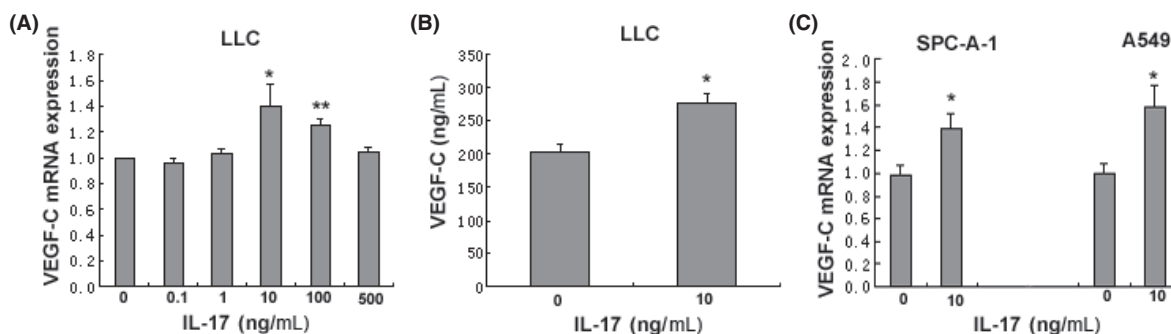 (A)
LLC
VEGF-C mRNA expression
1.8
1.6
1.4
1.2
1.0
0.8
0.6
0.4
0.2
0.0
*
**
0 0.1 1 10 100 500
IL-17 (ng/mL)
(B)
LLC
VEGF-C (ng/mL)
350
300
250
200
150
100
50
0
*
0 10
IL-17 (ng/mL)
(C)
SPC-A-1 A549
VEGF-C mRNA expression
2.0
1.8
1.6
1.4
1.2
1.0
0.8
0.6
0.4
0.2
0.0
*
*
0 10 0 10
IL-17 (ng/mL)